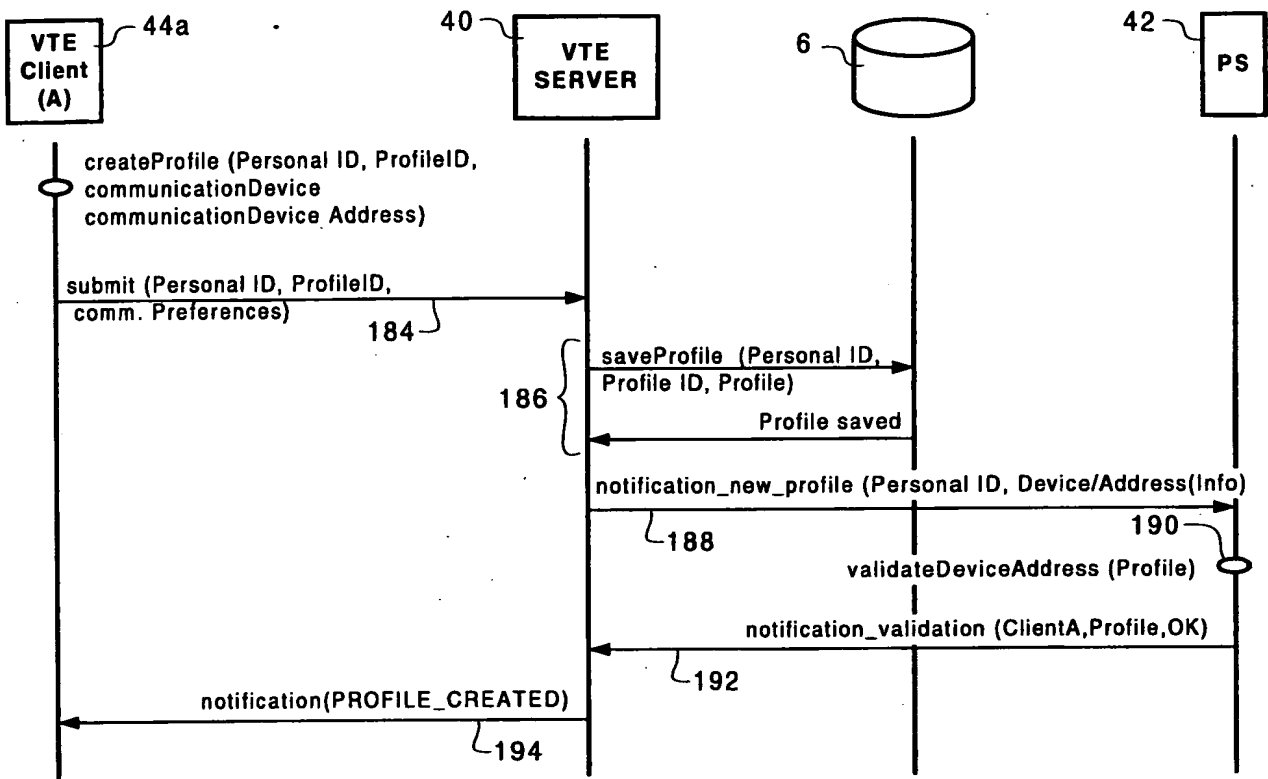 44a
VTE
Client
(A)
40
VTE
SERVER
6
42
PS
createProfile (Personal ID, ProfileID,
communicationDevice
communicationDevice Address)
submit (Personal ID, ProfileID,
comm. Preferences)
184
186
saveProfile (Personal ID,
Profile ID, Profile)
Profile saved
notification_new_profile (Personal ID, Device/Address(Info)
188
190
validateDeviceAddress (Profile)
notification_validation (ClientA,Profile,OK)
192
notification(PROFILE_CREATED)
194